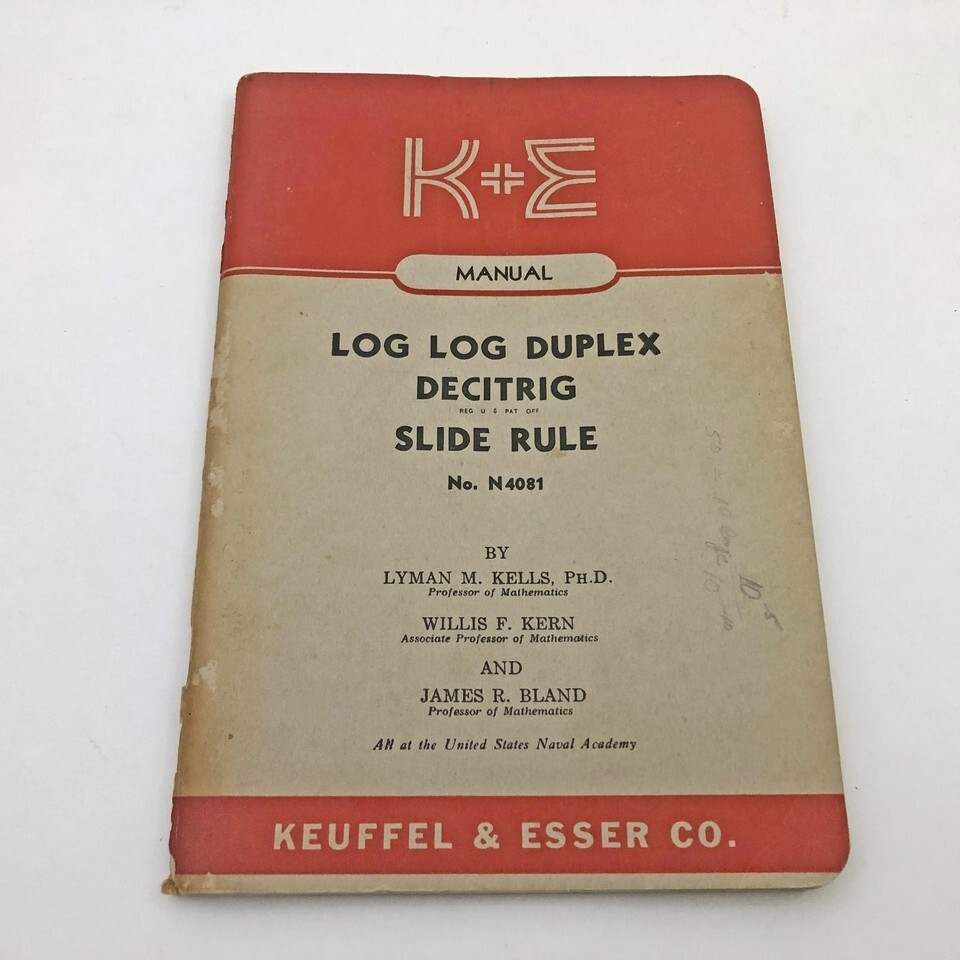 K+E
MANUAL
LOG LOG DUPLEX
DECITRIG
REG U S PAT OFF
SLIDE RULE
No. N4081
BY
LYMAN M. KELLS, PH.D.
Professor of Mathematics
WILLIS F. KERN
Associate Professor of Mathematics
AND
JAMES R. BLAND
Professor of Mathematics
All at the United States Naval Academy
KEUFFEL & ESSER CO.